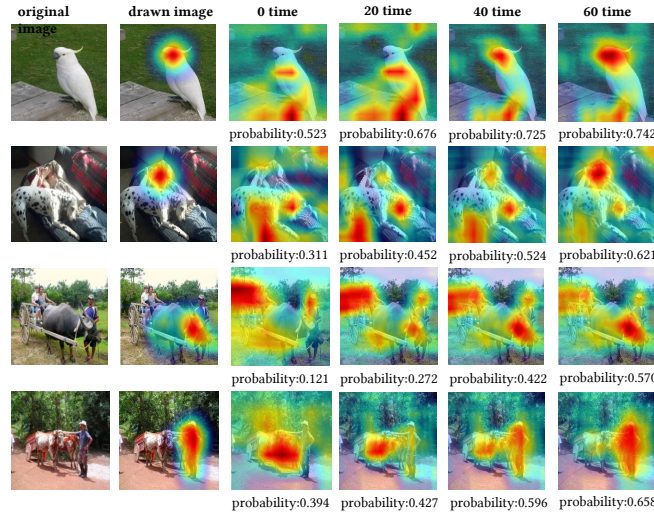 original image drawn image 0 time 20 time 40 time 60 time
probability:0.523 probability:0.676 probability:0.725 probability:0.742
probability:0.311 probability:0.452 probability:0.524 probability:0.621
probability:0.121 probability:0.272 probability:0.422 probability:0.570
probability:0.394 probability:0.427 probability:0.596 probability:0.658